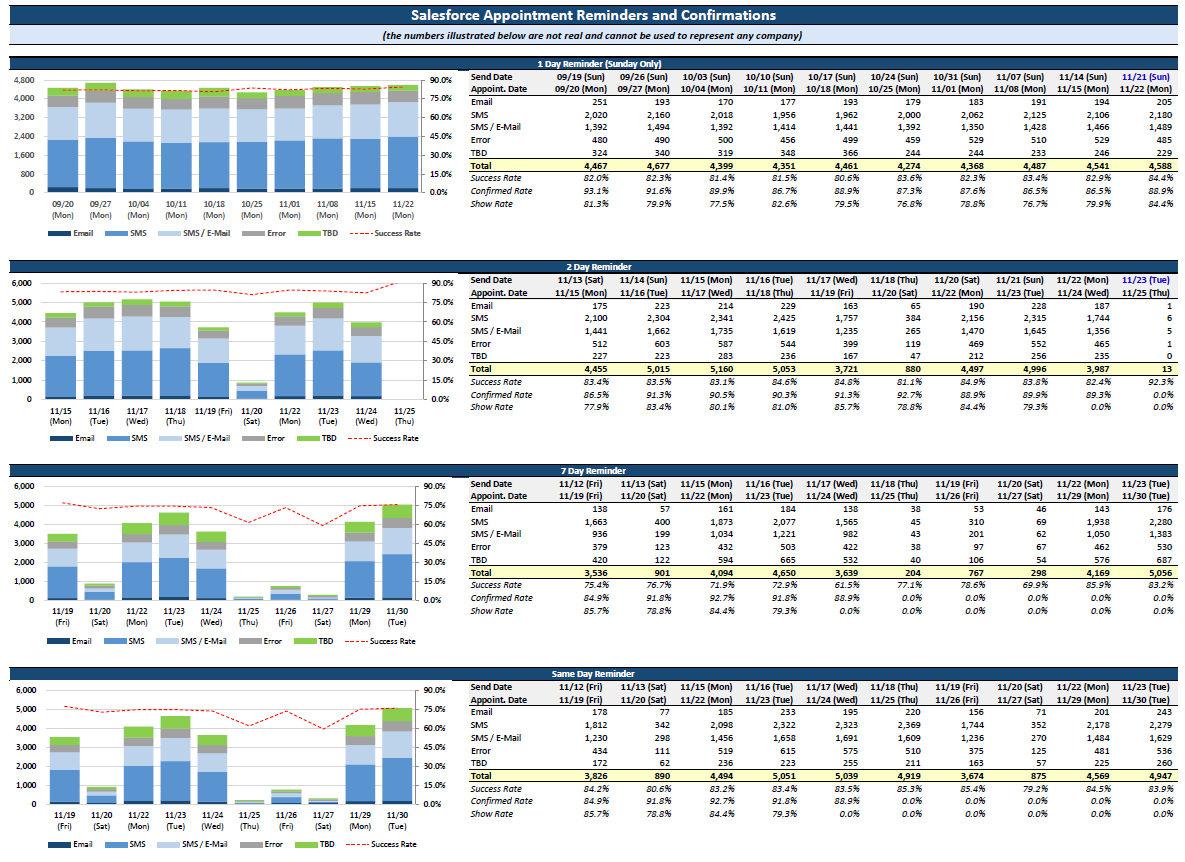 Salesforce Appointment Reminders and Confirmations
(the numbers illustrated below are not real and cannot be used to represent any company)
1 Day Reminder (Sunday Only)
4,800
4,000
3,200
2,400
1,600
800
0
90.0%
75.0%
60.0%
45.0%
30.0%
15.0%
0.0%
09/20 09/27 10/04 10/11 10/18 10/25 11/01 11/08 11/15 11/22
(Mon) (Mon) (Mon) (Mon) (Mon) (Mon) (Mon) (Mon) (Mon) (Mon)
Email SMS SMS / E-Mail Error TBD Success Rate
Send Date 09/19 (Sun) 09/26 (Sun) 10/03 (Sun) 10/10 (Sun) 10/17 (Sun) 10/24 (Sun) 10/31 (Sun) 11/07 (Sun) 11/14 (Sun) 11/21 (Sun)
Appoint. Date 09/20 (Mon) 09/27 (Mon) 10/04 (Mon) 10/11 (Mon) 10/18 (Mon) 10/25 (Mon) 11/01 (Mon) 11/08 (Mon) 11/15 (Mon) 11/22 (Mon)
Email 251 193 170 177 193 179 183 191 194 205
SMS 2,020 2,160 2,018 1,956 1,962 2,000 2,062 2,125 2,106 2,180
SMS / E-Mail 1,392 1,494 1,392 1,414 1,441 1,392 1,350 1,428 1,466 1,489
Error 480 490 500 456 499 459 529 510 529 485
TBD 324 340 319 348 366 244 244 233 246 229
Total 4,467 4,677 4,399 4,351 4,461 4,274 4,368 4,487 4,541 4,588
Success Rate 82.0% 82.3% 81.4% 81.5% 80.6% 83.6% 82.3% 83.4% 82.9% 84.4%
Confirmed Rate 93.1% 91.6% 89.9% 86.7% 88.9% 87.3% 87.6% 86.5% 86.5% 88.9%
Show Rate 81.3% 79.9% 77.5% 82.6% 79.5% 76.8% 78.8% 76.7% 79.9% 84.4%
2 Day Reminder
6,000
5,000
4,000
3,000
2,000
1,000
0
90.0%
75.0%
60.0%
45.0%
30.0%
15.0%
0.0%
11/15 11/16 11/17 11/18 11/19 (Fri) 11/20 11/22 11/23 11/24 11/25
(Mon) (Tue) (Wed) (Thu) (Sat) (Mon) (Tue) (Wed) (Thu)
Email SMS SMS / E-Mail Error TBD Success Rate
Send Date 11/13 (Sat) 11/14 (Sun) 11/15 (Mon) 11/16 (Tue) 11/17 (Wed) 11/18 (Thu) 11/20 (Sat) 11/21 (Sun) 11/22 (Mon) 11/23 (Tue)
Appoint. Date 11/15 (Mon) 11/16 (Tue) 11/17 (Wed) 11/18 (Thu) 11/19 (Fri) 11/20 (Sat) 11/22 (Mon) 11/23 (Tue) 11/24 (Wed) 11/25 (Thu)
Email 175 223 214 229 163 65 190 228 187 1
SMS 2,100 2,304 2,341 2,425 1,757 384 2,156 2,315 1,744 6
SMS / E-Mail 1,441 1,662 1,735 1,619 1,235 265 1,470 1,645 1,356 5
Error 512 603 587 544 399 119 469 552 465 1
TBD 227 223 283 236 167 47 212 256 235 0
Total 4,455 5,015 5,160 5,053 3,721 880 4,497 4,996 3,987 13
Success Rate 83.4% 83.5% 83.1% 84.6% 84.8% 81.1% 84.9% 83.8% 82.4% 92.3%
Confirmed Rate 86.5% 91.3% 90.5% 90.3% 91.3% 92.7% 88.9% 89.9% 89.3% 0.0%
Show Rate 77.9% 83.4% 80.1% 81.0% 85.7% 78.8% 84.4% 79.3% 0.0% 0.0%
7 Day Reminder
6,000
5,000
4,000
3,000
2,000
1,000
0
90.0%
75.0%
60.0%
45.0%
30.0%
15.0%
0.0%
11/19 11/20 11/22 11/23 11/24 11/25 11/26 11/27 11/29 11/30
(Fri) (Sat) (Mon) (Tue) (Wed) (Thu) (Fri) (Sat) (Mon) (Tue)
Email SMS SMS / E-Mail Error TBD Success Rate
Send Date 11/12 (Fri) 11/13 (Sat) 11/15 (Mon) 11/16 (Tue) 11/17 (Wed) 11/18 (Thu) 11/19 (Fri) 11/20 (Sat) 11/22 (Mon) 11/23 (Tue)
Appoint. Date 11/19 (Fri) 11/20 (Sat) 11/22 (Mon) 11/23 (Tue) 11/24 (Wed) 11/25 (Thu) 11/26 (Fri) 11/27 (Sat) 11/29 (Mon) 11/30 (Tue)
Email 138 57 161 184 138 38 53 46 143 176
SMS 1,663 400 1,873 2,077 1,565 45 310 69 1,938 2,280
SMS / E-Mail 936 199 1,034 1,221 982 43 201 62 1,050 1,383
Error 379 123 432 503 422 38 97 67 462 530
TBD 420 122 594 665 532 40 106 54 576 687
Total 3,536 901 4,094 4,650 3,639 204 767 298 4,169 5,056
Success Rate 75.4% 76.7% 71.9% 72.9% 61.5% 77.1% 78.6% 69.9% 85.9% 83.2%
Confirmed Rate 84.9% 91.8% 92.7% 91.8% 88.9% 0.0% 0.0% 0.0% 0.0% 0.0%
Show Rate 85.7% 78.8% 84.4% 79.3% 0.0% 0.0% 0.0% 0.0% 0.0% 0.0%
Same Day Reminder
6,000
5,000
4,000
3,000
2,000
1,000
0
90.0%
75.0%
60.0%
45.0%
30.0%
15.0%
0.0%
11/19 11/20 11/22 11/23 11/24 11/25 11/26 11/27 11/29 11/30
(Fri) (Sat) (Mon) (Tue) (Wed) (Thu) (Fri) (Sat) (Mon) (Tue)
Email SMS SMS / E-Mail Error TBD Success Rate
Send Date 11/12 (Fri) 11/13 (Sat) 11/15 (Mon) 11/16 (Tue) 11/17 (Wed) 11/18 (Thu) 11/19 (Fri) 11/20 (Sat) 11/22 (Mon) 11/23 (Tue)
Appoint. Date 11/19 (Fri) 11/20 (Sat) 11/22 (Mon) 11/23 (Tue) 11/24 (Wed) 11/25 (Thu) 11/26 (Fri) 11/27 (Sat) 11/29 (Mon) 11/30 (Tue)
Email 178 77 185 233 195 220 156 71 201 243
SMS 1,812 342 2,098 2,322 2,323 2,369 1,744 352 2,178 2,279
SMS / E-Mail 1,230 298 1,456 1,658 1,691 1,609 1,236 270 1,484 1,629
Error 434 111 519 615 575 510 375 125 481 536
TBD 172 62 236 223 255 211 163 57 225 260
Total 3,826 890 4,494 5,051 5,039 4,919 3,674 875 4,569 4,947
Success Rate 84.2% 80.6% 83.2% 83.4% 83.5% 85.3% 85.4% 79.2% 84.5% 83.9%
Confirmed Rate 84.9% 91.8% 92.7% 91.8% 88.9% 0.0% 0.0% 0.0% 0.0% 0.0%
Show Rate 85.7% 78.8% 84.4% 79.3% 0.0% 0.0% 0.0% 0.0% 0.0% 0.0%